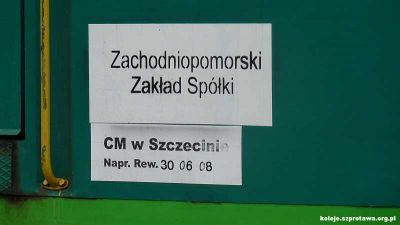 Zachodniopomorski
Zakład Spółki
CM w Szczecinie
Napr. Rew. 30 06 08
koleje.szprotawa.org.pl